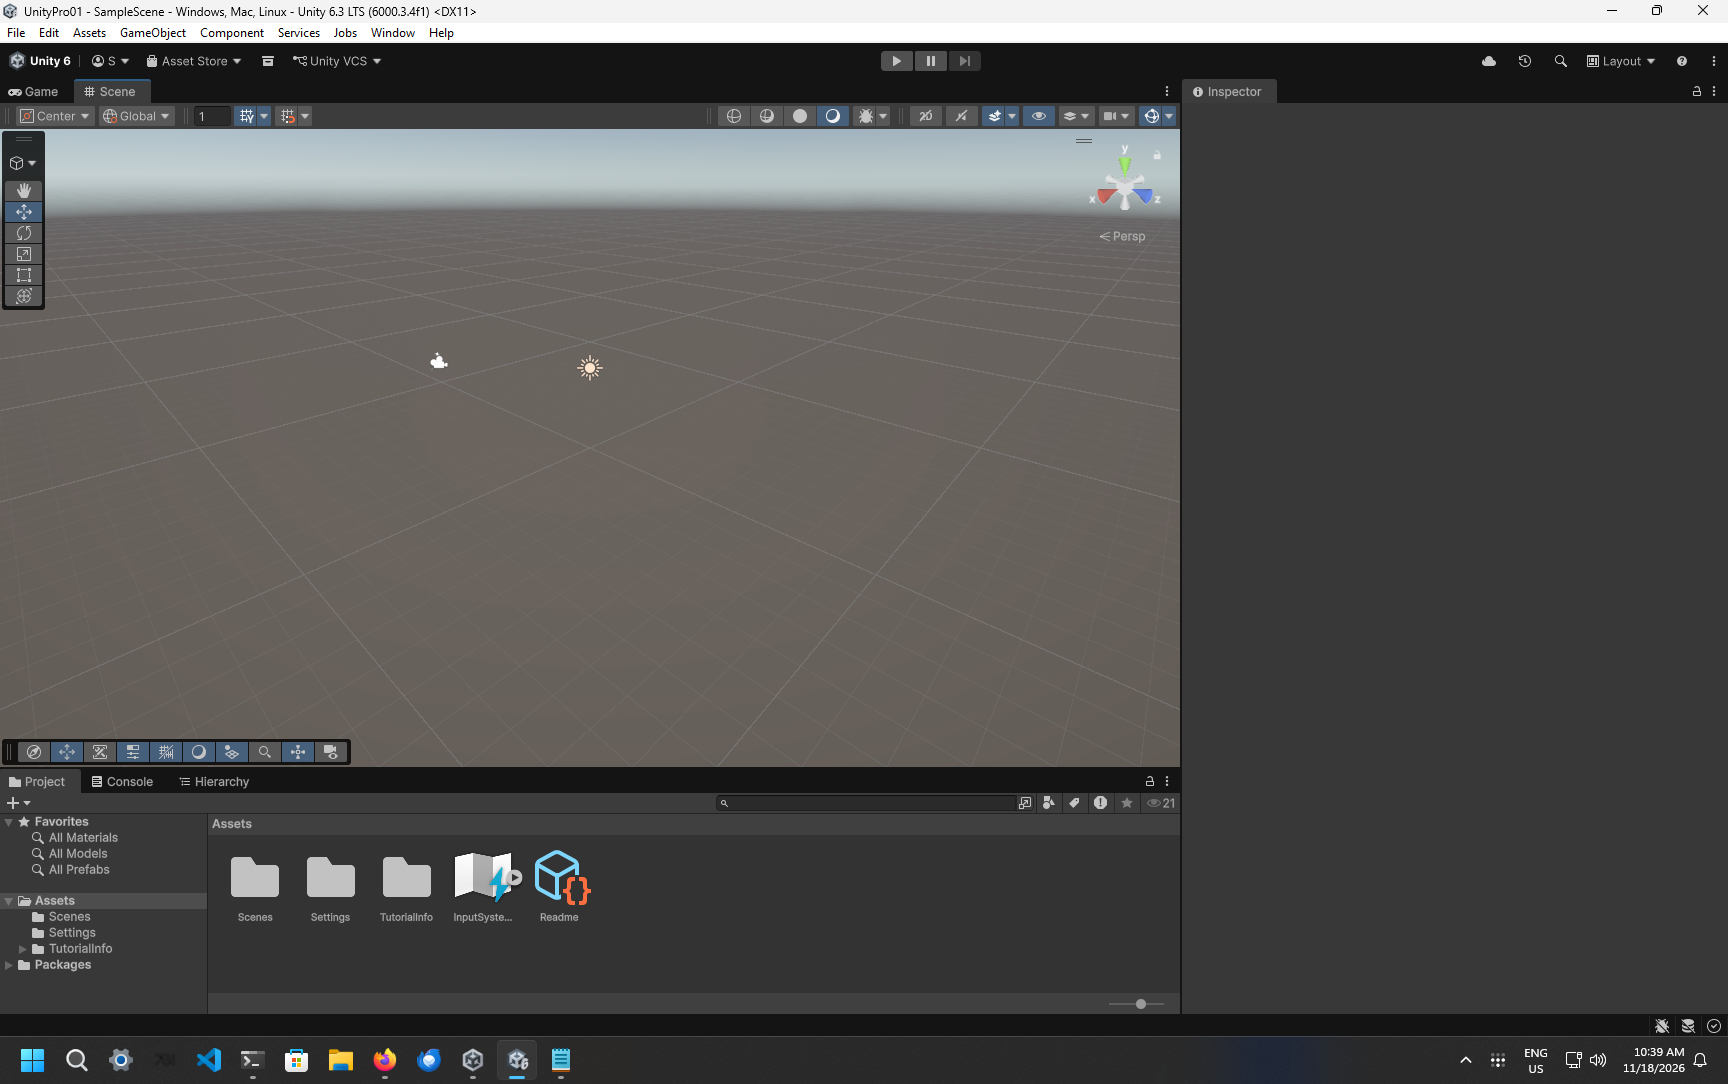 UnityPro01 - SampleScene - Windows, Mac, Linux - Unity 6.3 LTS (6000.3.4f1) <DX11>
File Edit Assets GameObject Component Services Jobs Window Help
Unity 6 S Asset Store Unity VCS Layout
Game Scene Inspector
Center Global 1 2D
y
x z
Persp
Project Console Hierarchy
21
Favorites
All Materials
All Models
All Prefabs
Assets
Scenes
Settings
TutorialInfo
Packages
Assets
Scenes Settings TutorialInfo InputSyste... Readme
ENG
US
10:39 AM
11/18/2026